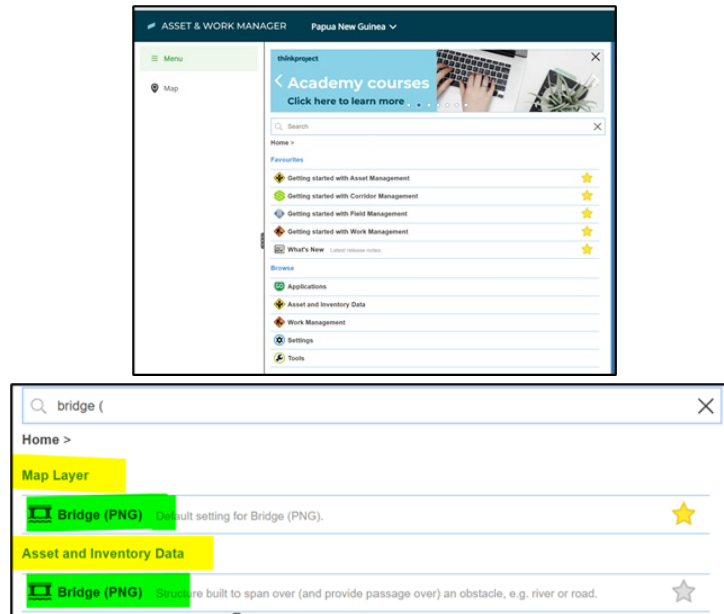 ASSET & WORK MANAGER Papua New Guinea
Menu
Map
thinkproject
Academy courses
Click here to learn more
Search
Home >
Favourites
Getting started with Asset Management
Getting started with Corridor Management
Getting started with Field Management
Getting started with Work Management
What's New Latest release notes
Browse
Applications
Asset and Inventory Data
Work Management
Settings
Tools
bridge (
Home >
Map Layer
Bridge (PNG) Default setting for Bridge (PNG).
Asset and Inventory Data
Bridge (PNG) Structure built to span over (and provide passage over) an obstacle, e.g. river or road.